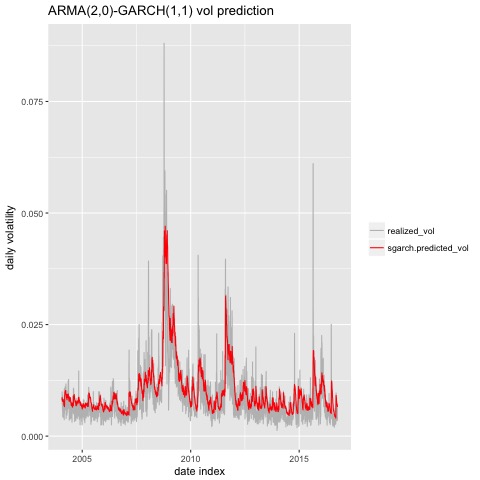 ARMA(2,0)-GARCH(1,1) vol prediction
0.075
0.050
0.025
0.000
daily volatility
2005
2010
2015
date index
realized_vol
sgarch.predicted_vol